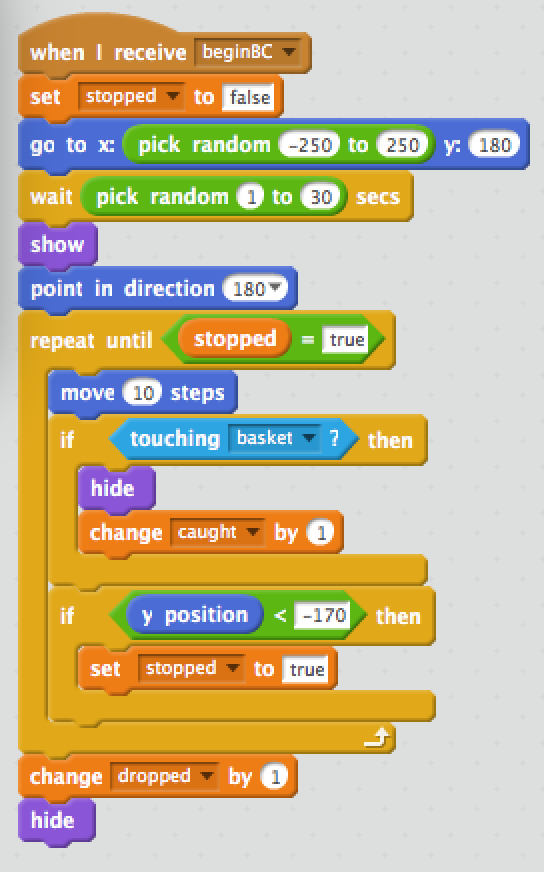 when I receive beginBC
set stopped to false
go to x: pick random -250 to 250 y: 180
wait pick random 1 to 30 secs
show
point in direction 180
repeat until stopped = true
move 10 steps
if touching basket ? then
hide
change caught by 1
if y position < -170 then
set stopped to true
change dropped by 1
hide